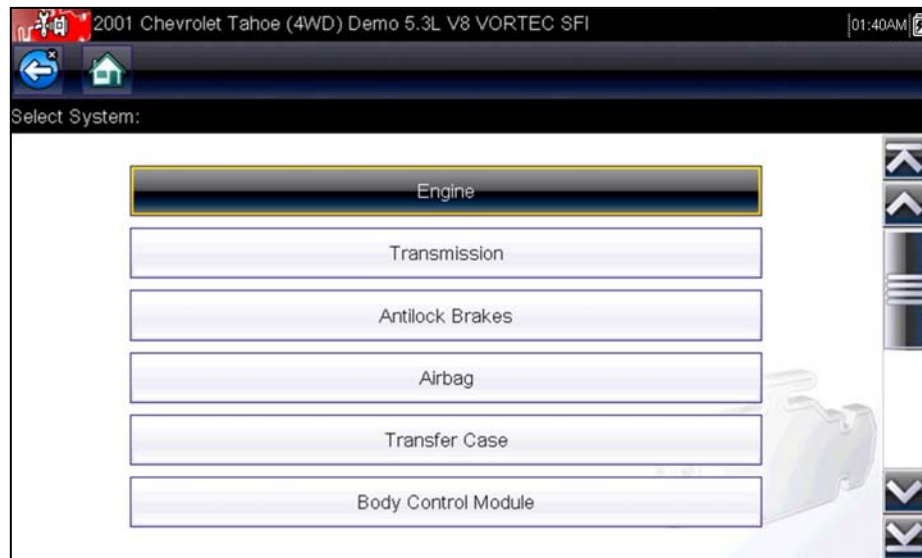 2001 Chevrolet Tahoe (4WD) Demo 5.3L V8 VORTEC SFI
01:40AM
Select System:
Engine
Transmission
Antilock Brakes
Airbag
Transfer Case
Body Control Module